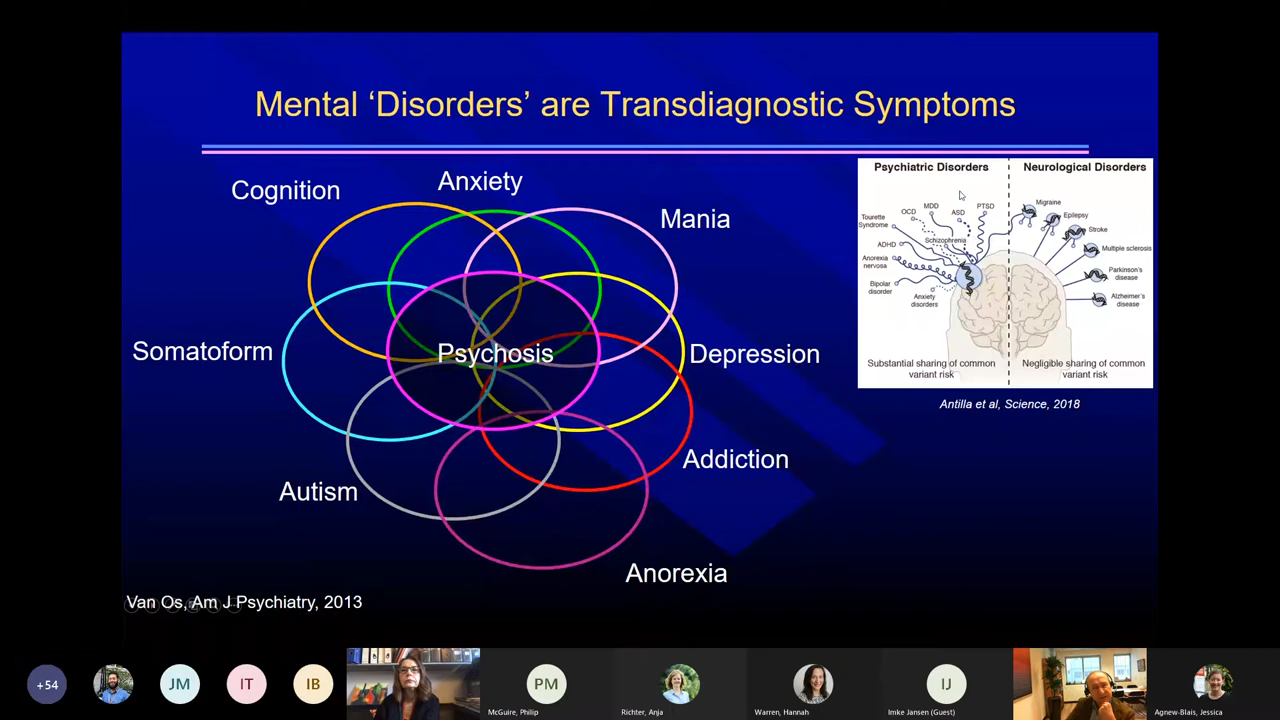 Mental ‘Disorders’ are Transdiagnostic Symptoms
Cognition
Anxiety
Mania
Somatoform
Psychosis
Depression
Addiction
Autism
Anorexia
Van Os, Am J Psychiatry, 2013
Psychiatric Disorders
Neurological Disorders
Tourette
Syndrome
OCD
MDD
ASD
PTSD
Schizophrenia
ADHD
Anorexia
nervosa
Bipolar
disorder
Anxiety
disorders
Migraine
Epilepsy
Stroke
Multiple sclerosis
Parkinson's
disease
Alzheimer's
disease
Substantial sharing of common
variant risk
Negligible sharing of common
variant risk
Antilla et al, Science, 2018
+54
JM
IT
IB
PM
McGuire, Philip
Richter, Anja
Warren, Hannah
IJ
Imke Jansen (Guest)
Agnew-Blais, Jessica